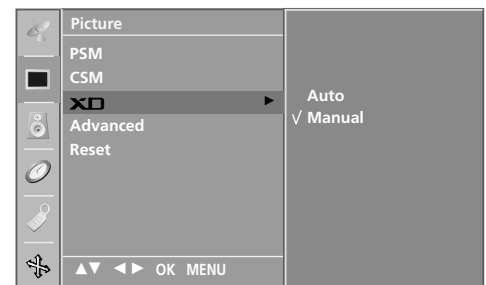 Picture
PSM
CSM
XD ►
Advanced
Reset
Auto
√ Manual
▲▼ ◄► OK MENU